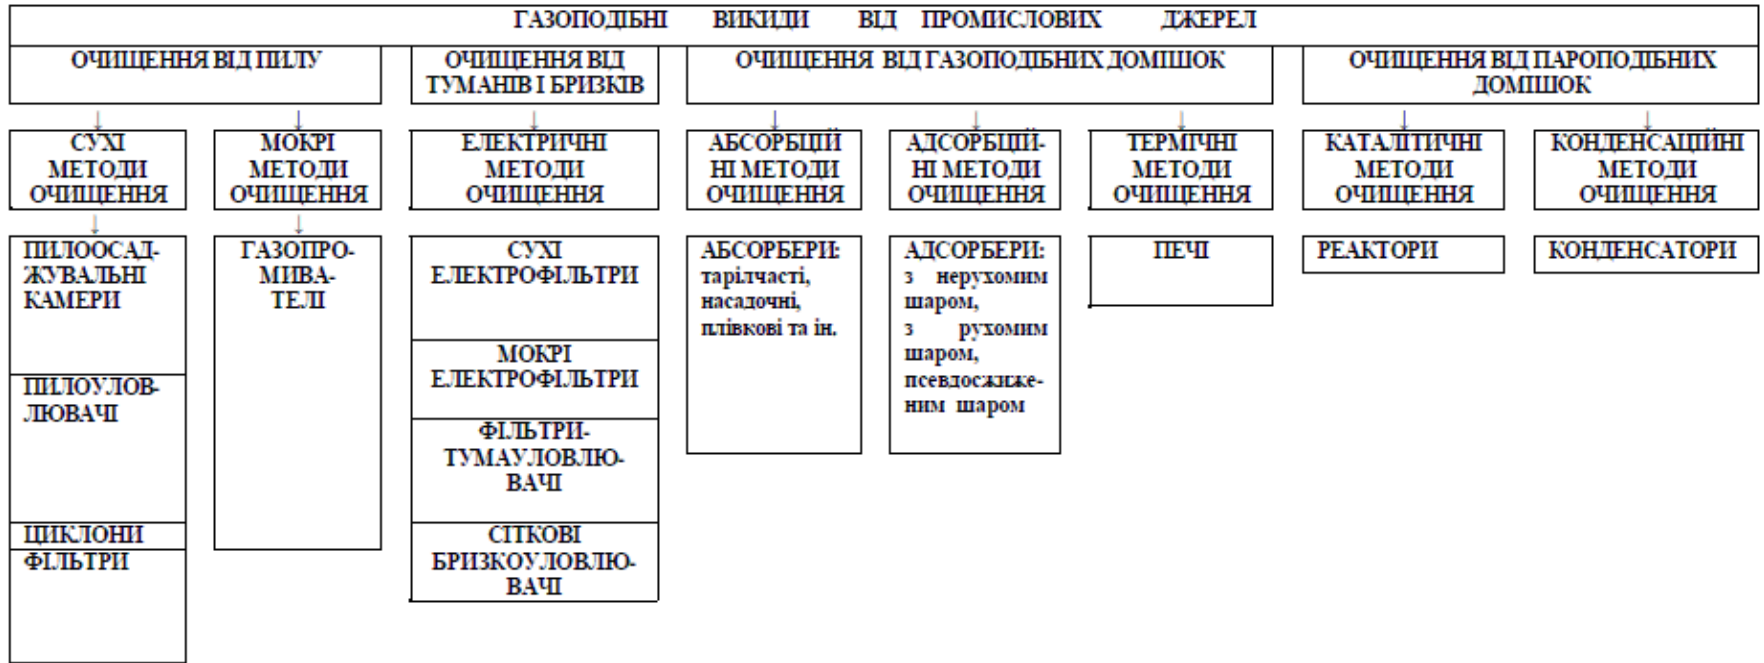 ГАЗОПОДІБНІ ВИКИДИ ВІД ПРОМИСЛОВИХ ДЖЕРЕЛ
ОЧИЩЕННЯ ВІД ПИЛУ
ОЧИЩЕННЯ ВІД
ТУМАНІВ І БРИЗКІВ
ОЧИЩЕННЯ ВІД ГАЗОПОДІБНИХ ДОМІШОК
ОЧИЩЕННЯ ВІД ПАРОПОДІБНИХ
ДОМІШОК
СУХІ
МЕТОДИ
ОЧИЩЕННЯ
МОКРІ
МЕТОДИ
ОЧИЩЕННЯ
ЕЛЕКТРИЧНІ
МЕТОДИ
ОЧИЩЕННЯ
АБСОРБЦІЙ
НІ МЕТОДИ
ОЧИЩЕННЯ
АДСОРБЦІЙ-
НІ МЕТОДИ
ОЧИЩЕННЯ
ТЕРМІЧНІ
МЕТОДИ
ОЧИЩЕННЯ
КАТАЛІТИЧНІ
МЕТОДИ
ОЧИЩЕННЯ
КОНДЕНСАЦІЙНІ
МЕТОДИ
ОЧИЩЕННЯ
ПИЛООСАД-
ЖУВАЛЬНІ
КАМЕРИ
ПИЛОУЛОВ-
ЛЮВАЧІ
ЦИКЛОНИ
ФІЛЬТРИ
ГАЗОПРО-
МИВА-
ТЕЛІ
СУХІ
ЕЛЕКТРОФІЛЬТРИ
МОКРІ
ЕЛЕКТРОФІЛЬТРИ
ФІЛЬТРИ-
ТУМАУЛОВЛЮ-
ВАЧІ
СІТКОВІ
БРИЗКОУЛОВЛЮ-
ВАЧІ
АБСОРБЕРИ:
тарілчасті,
насадочні,
плівкові та ін.
АДСОРБЕРИ:
з нерухомим
шаром,
з рухомим
шаром,
псевдосжиже-
ним шаром
ПЕЧІ
РЕАКТОРИ
КОНДЕНСАТОРИ